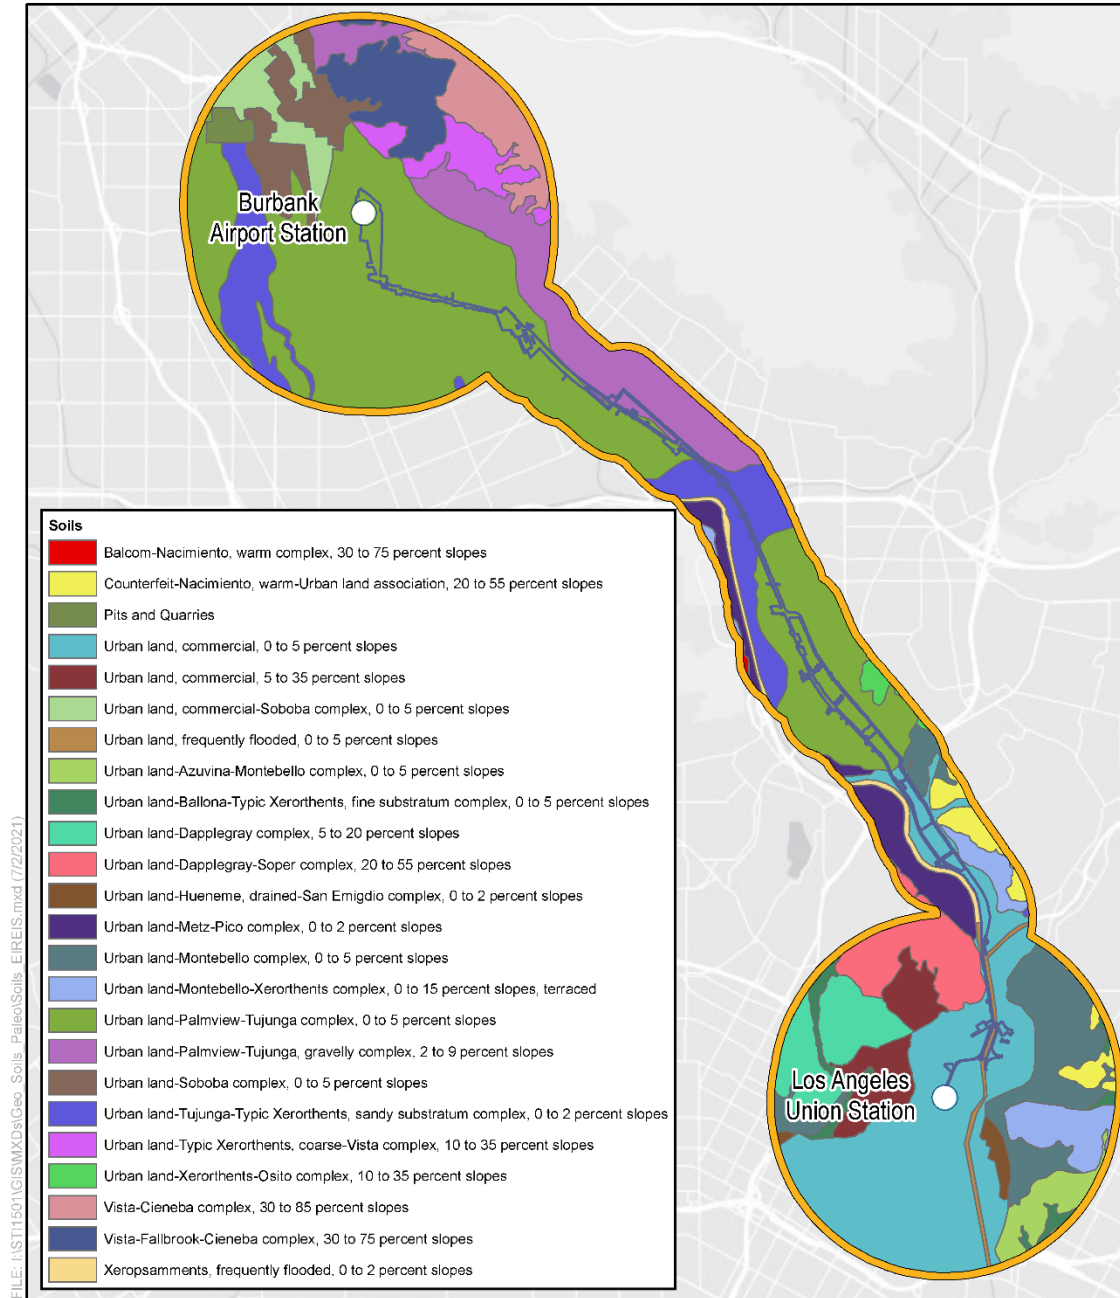 Burbank
Airport Station
Soils
Balcom-Nacimiento, warm complex, 30 to 75 percent slopes
Counterfeit-Nacimiento, warm-Urban land association, 20 to 55 percent slopes
Pits and Quarries
Urban land, commercial, 0 to 5 percent slopes
Urban land, commercial, 5 to 35 percent slopes
Urban land, commercial-Soboba complex, 0 to 5 percent slopes
Urban land, frequently flooded, 0 to 5 percent slopes
Urban land-Azuvina-Montebello complex, 0 to 5 percent slopes
Urban land-Ballona-Typic Xerorthents, fine substratum complex, 0 to 5 percent slopes
Urban land-Dapplegray complex, 5 to 20 percent slopes
Urban land-Dapplegray-Soper complex, 20 to 55 percent slopes
Urban land-Hueneme, drained-San Emigdio complex, 0 to 2 percent slopes
Urban land-Metz-Pico complex, 0 to 2 percent slopes
Urban land-Montebello complex, 0 to 5 percent slopes
Urban land-Montebello-Xerorthents complex, 0 to 15 percent slopes, terraced
Urban land-Palmview-Tujunga complex, 0 to 5 percent slopes
Urban land-Palmview-Tujunga, gravelly complex, 2 to 9 percent slopes
Urban land-Soboba complex, 0 to 5 percent slopes
Urban land-Tujunga-Typic Xerorthents, sandy substratum complex, 0 to 2 percent slopes
Urban land-Typic Xerorthents, coarse-Vista complex, 10 to 35 percent slopes
Urban land-Xerorthents-Osito complex, 10 to 35 percent slopes
Vista-Cieneba complex, 30 to 85 percent slopes
Vista-Fallbrook-Cieneba complex, 30 to 75 percent slopes
Xeropsamments, frequently flooded, 0 to 2 percent slopes
Los Angeles
Union Station
FILE: I:\STI1501\GIS\MXDs\Geo_Soils_Paleo\Soils_EIREIS.mxd (7/2/2021)